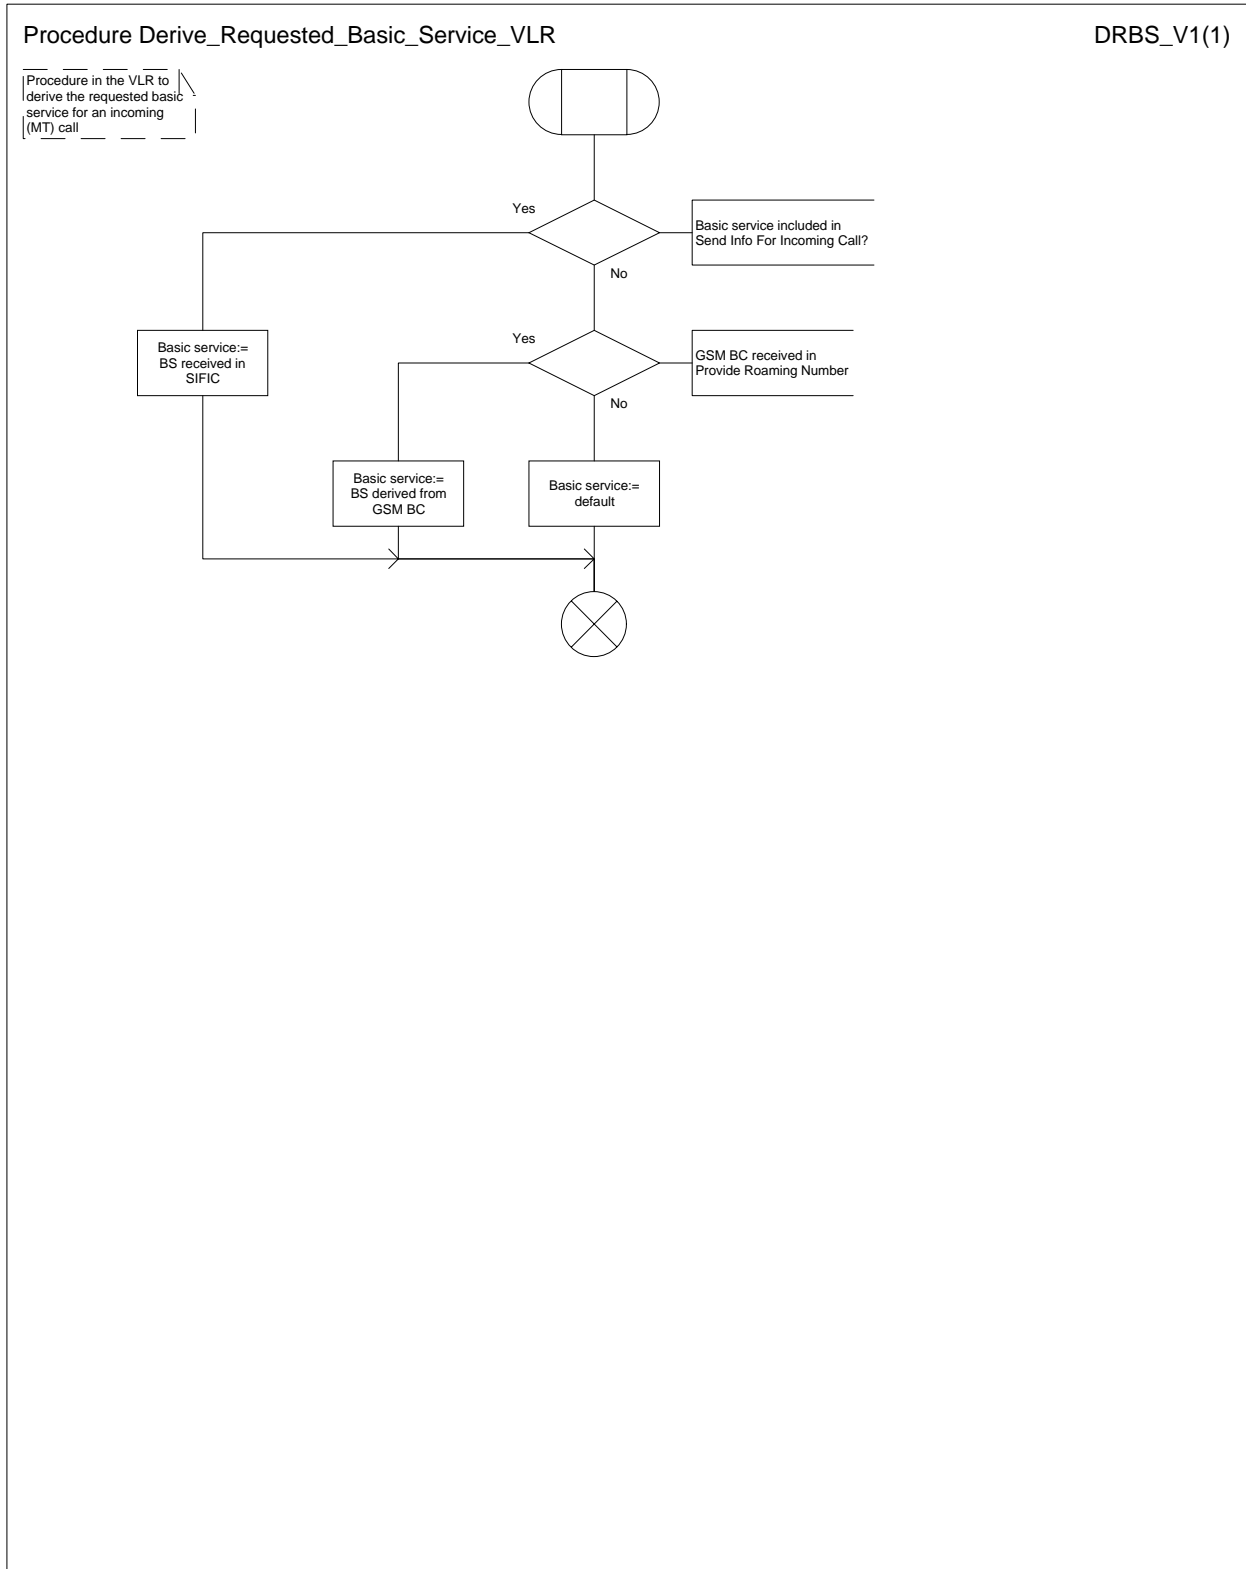 Procedure Derive_Requested_Basic_Service_VLR
DRBS_V1(1)
Procedure in the VLR to
derive the requested basic
service for an incoming
(MT) call
Yes
Basic service included in
Send Info For Incoming Call?
No
Yes
GSM BC received in
Provide Roaming Number
Basic service:=
BS received in
SIFIC
No
Basic service:=
BS derived from
GSM BC
Basic service:=
default